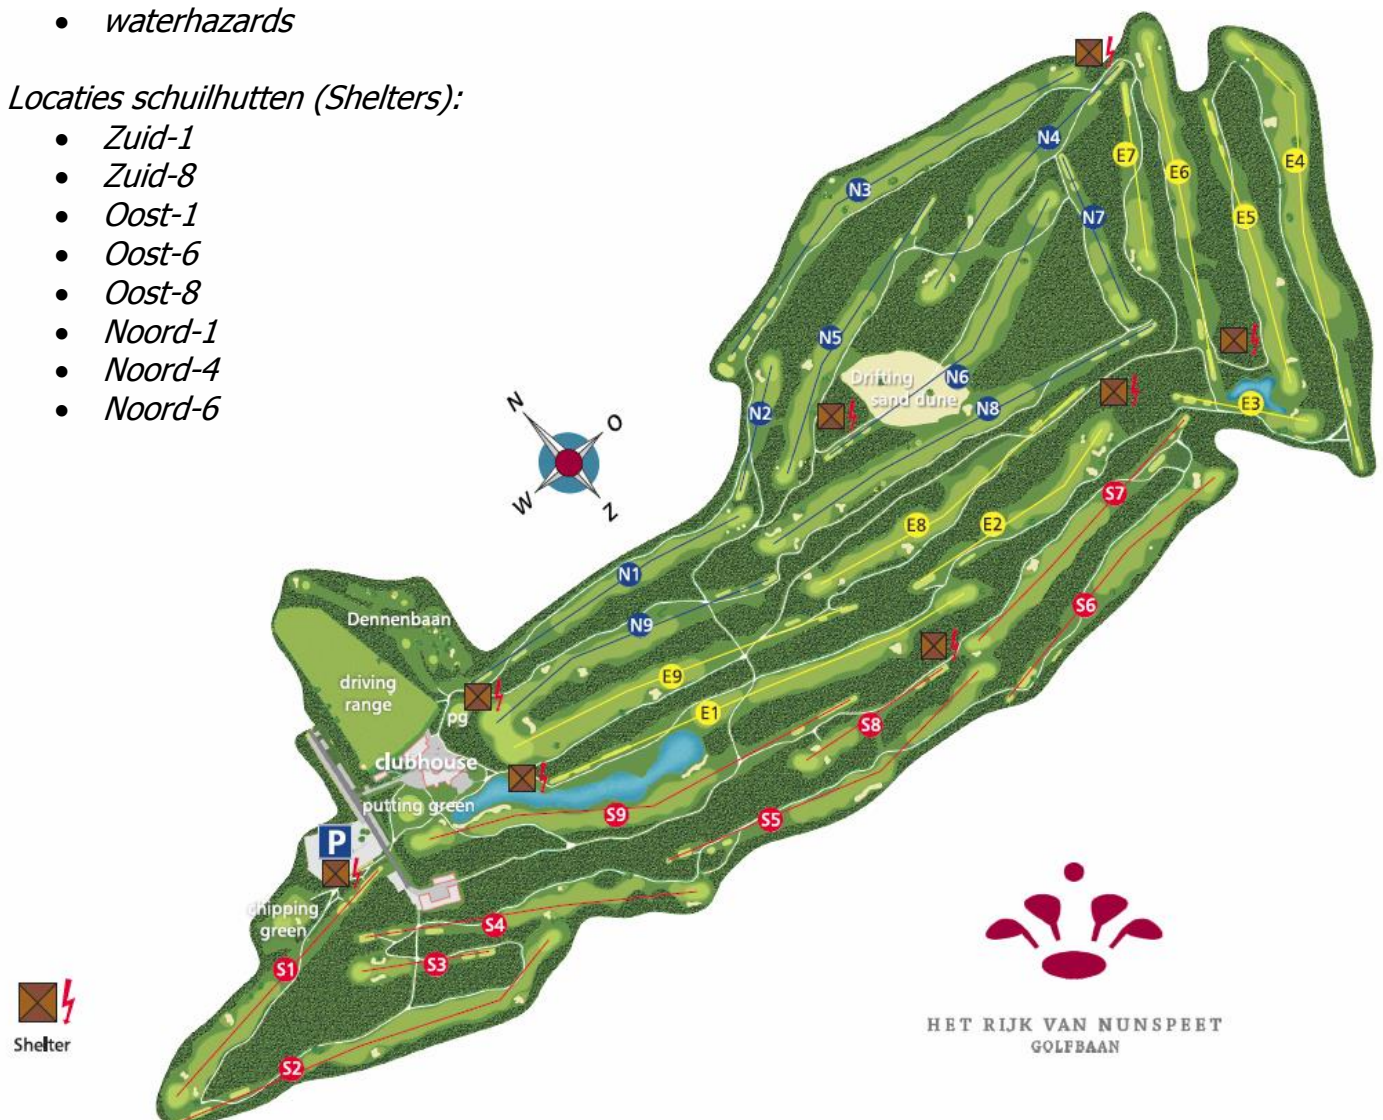 • waterhazards
Locaties schuilhutten (Shelters):
• Zuid-1
• Zuid-8
• Oost-1
• Oost-6
• Oost-8
• Noord-1
• Noord-4
• Noord-6
N
O
W
Z
N4
E7
E6
E4
N3
N7
E5
N5
Drifting
sand dune
N6
N8
N2
E3
S7
E8
E2
N1
S6
N9
Dennenbaan
driving
range
pg
E9
E1
S8
clubhouse
putting green
S9
S5
P
chipping
green
S4
S3
S1
S2
Shelter
HET RIJK VAN NUNSPEET
GOLFBAAN